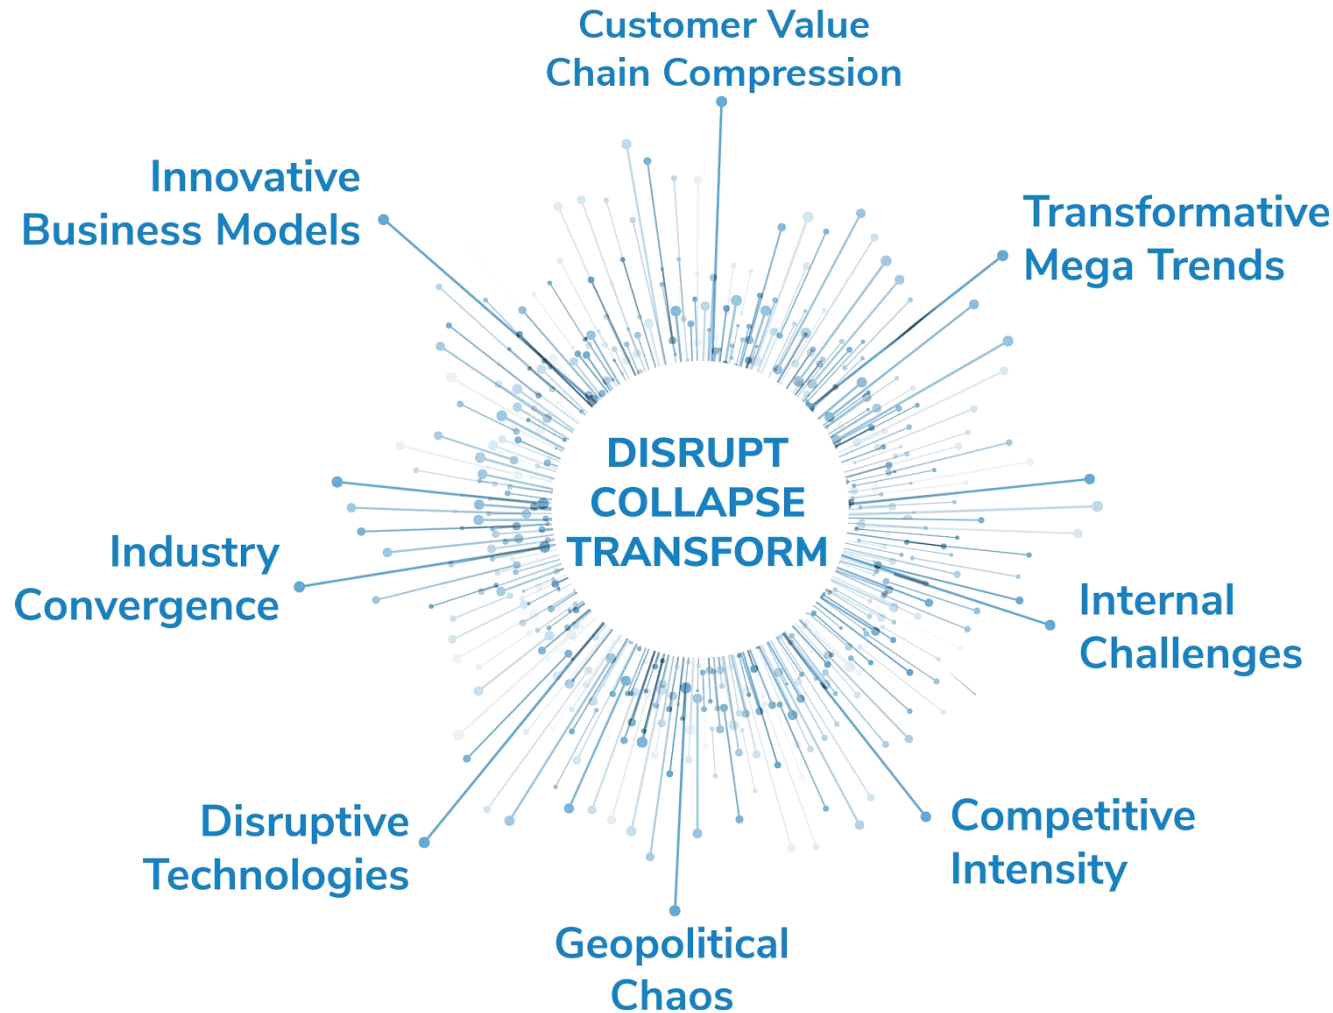 Customer Value
Chain Compression
Innovative
Business Models
Transformative
Mega Trends
DISRUPT
COLLAPSE
TRANSFORM
Industry
Convergence
Internal
Challenges
Disruptive
Technologies
Competitive
Intensity
Geopolitical
Chaos